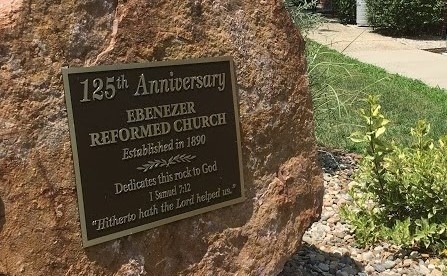 125th Anniversary
EBENEZER
REFORMED CHURCH
Established in 1890
Dedicates this rock to God
1 Samuel 7:12
"Hitherto hath the Lord helped us."